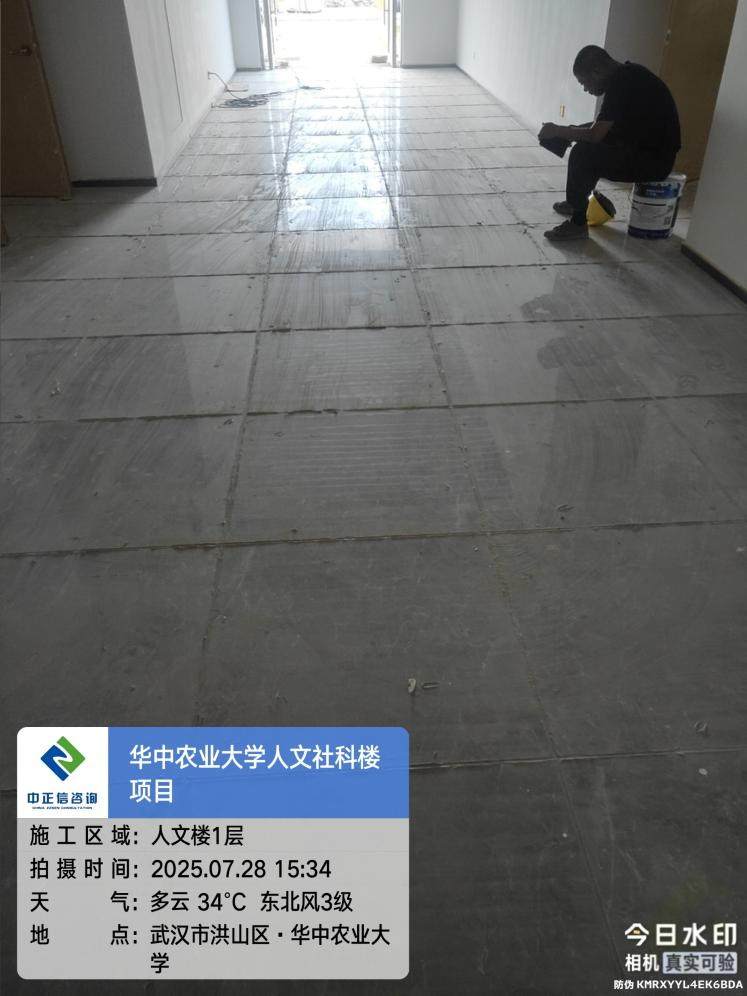 中正信咨询
华中农业大学人文社科楼
项目
施工区域：人文楼1层
拍摄时间：2025.07.28 15:34
天气：多云 34°C 东北风3级
地点：武汉市洪山区·华中农业大
学
今日水印
相机 真实可验
防伪 KMRXYYL4EK6BDA